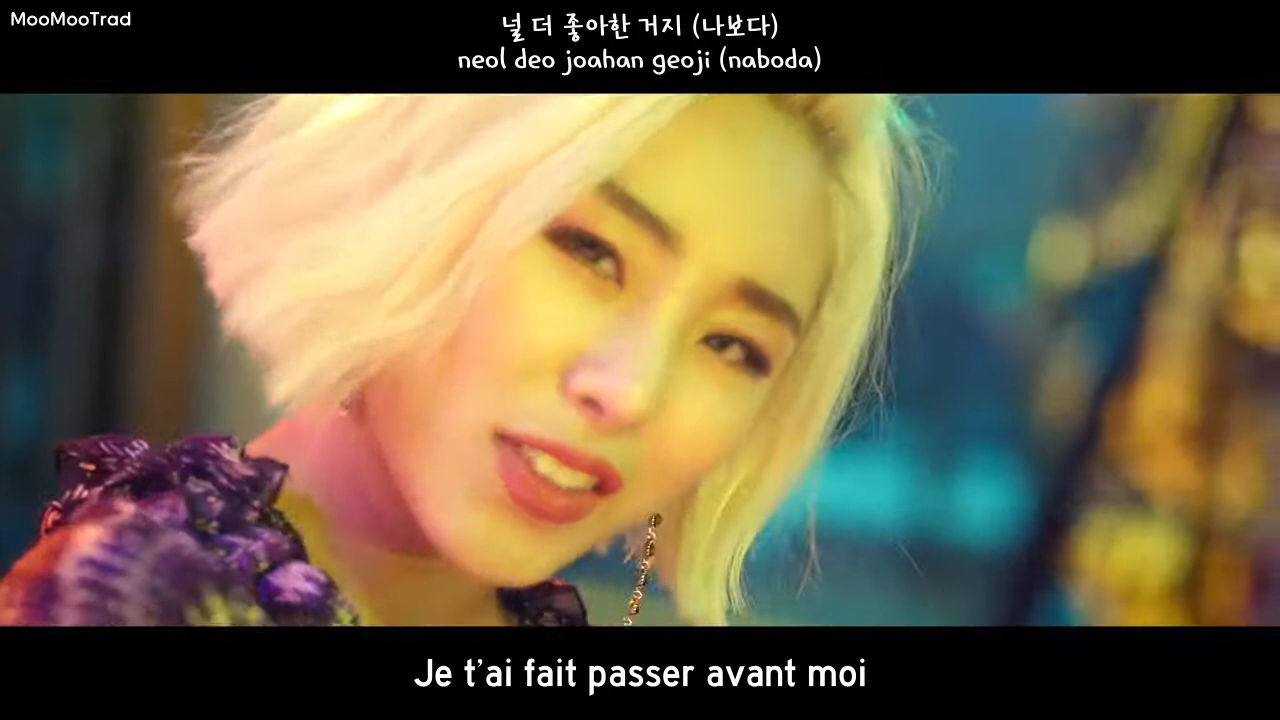 MooMooTrad
널 더 좋아한 거지 (나보다)
neol deo joahan geoji (naboda)
Je t'ai fait passer avant moi